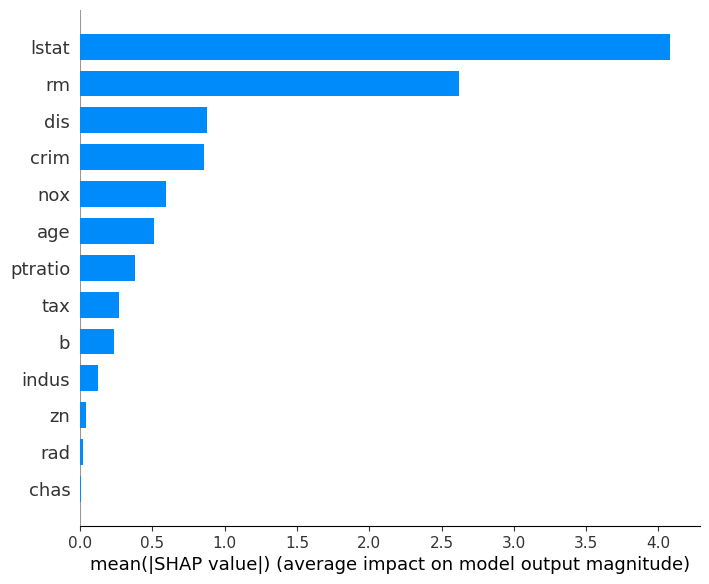 lstat
rm
dis
crim
nox
age
ptratio
tax
b
indus
zn
rad
chas
0.0 0.5 1.0 1.5 2.0 2.5 3.0 3.5 4.0
mean(|SHAP value|) (average impact on model output magnitude)